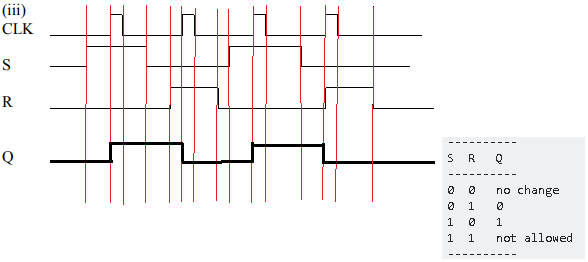 (iii)
CLK
S
R
Q
----------
S R Q
----------
0 0 no change
0 1 0
1 0 1
1 1 not allowed
----------